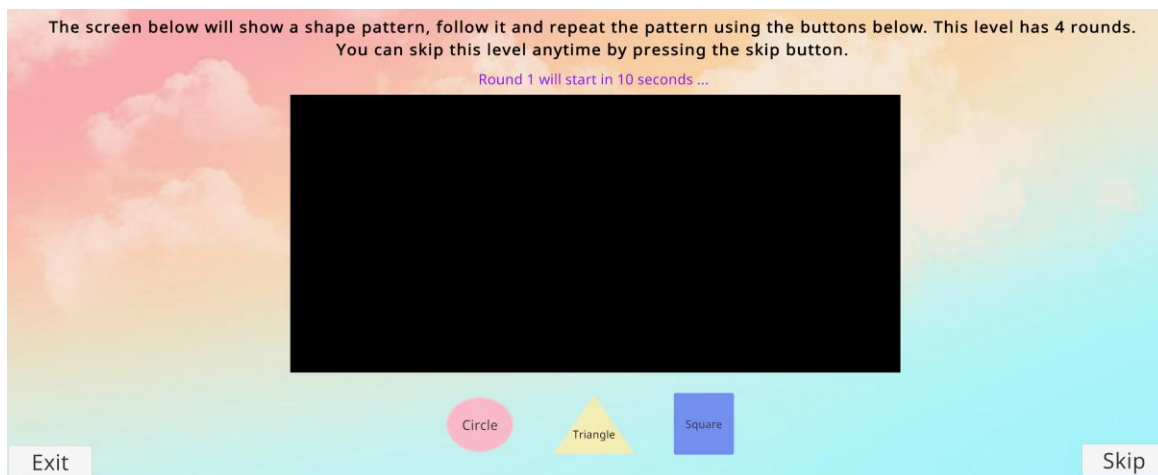 The screen below will show a shape pattern, follow it and repeat the pattern using the buttons below. This level has 4 rounds.
You can skip this level anytime by pressing the skip button.
Round 1 will start in 10 seconds ...
Circle
Triangle
Square
Exit
Skip